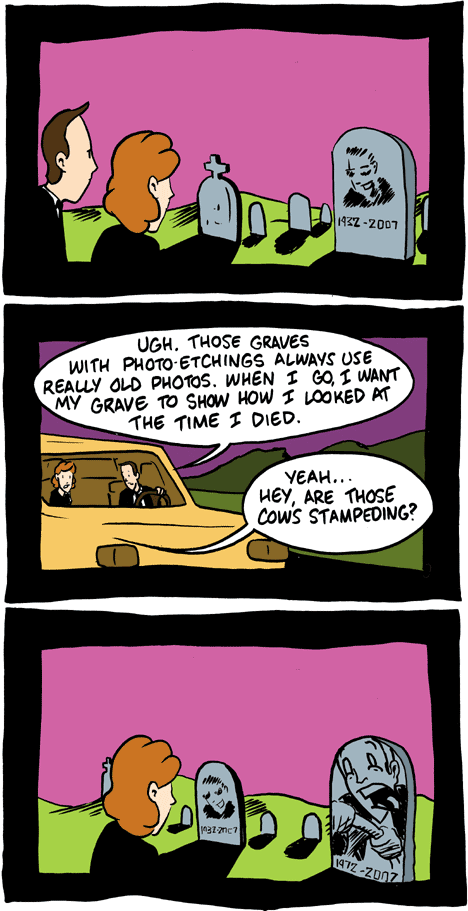 1932-2007
UGH. THOSE GRAVES
WITH PHOTO-ETCHINGS ALWAYS USE
REALLY OLD PHOTOS. WHEN I GO, I WANT
MY GRAVE TO SHOW HOW I LOOKED AT
THE TIME I DIED.
YEAH...
HEY, ARE THOSE
COWS STAMPEDING?
1932-2007
1972-2007